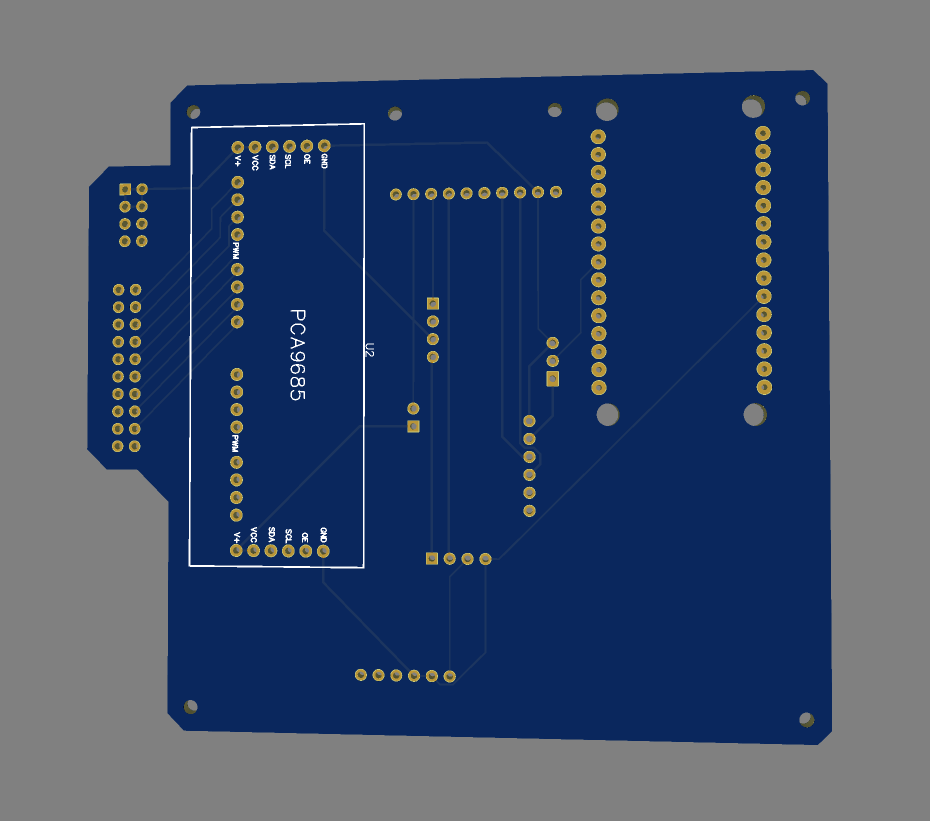 V+
VCC
SDA
SCL
OE
GND
PWM
PCA9685
U2
PWM
V+
VCC
SDA
SCL
OE
GND